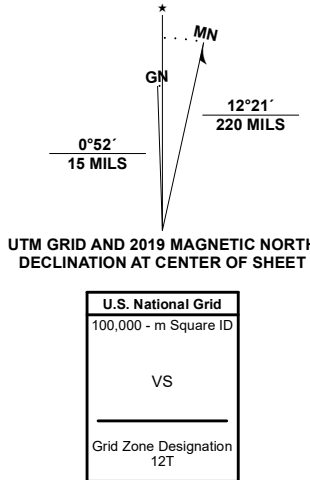 ★
MN
GN
0°52´
15 MILS
12°21´
220 MILS
UTM GRID AND 2019 MAGNETIC NORTH
DECLINATION AT CENTER OF SHEET
U.S. National Grid
100,000 - m Square ID
VS
Grid Zone Designation
12T